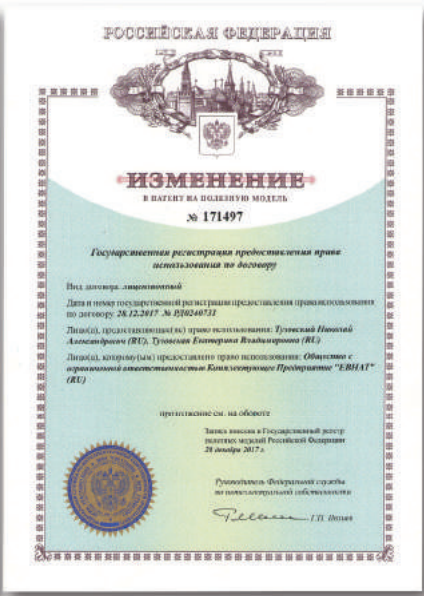 РОССИЙСКАЯ ФЕДЕРАЦИЯ
ИЗМЕНЕНИЕ
В ПАТЕНТ НА ПОЛЕЗНУЮ МОДЕЛЬ
№ 171497
Государственная регистрация предоставления права
использования по договору
Вид договора: лицензионный
Дата и номер государственной регистрации предоставления права использования
по договору: 28.12.2017 № РД0240731
Лицо(а), предоставляющее(ие) право использования: Тузовский Николай
Александрович (RU), Тузовская Екатерина Владимировна (RU)
Лицо(а), которому(ым) предоставлено право использования: Общество с
ограниченной ответственностью Комплектующее Предприятие "ЕВНАТ"
(RU)
продолжение см. на обороте
Запись внесена в Государственный реестр
полезных моделей Российской Федерации
28 декабря 2017 г.
Руководитель Федеральной службы
по интеллектуальной собственности
Г.П. Ивлиев